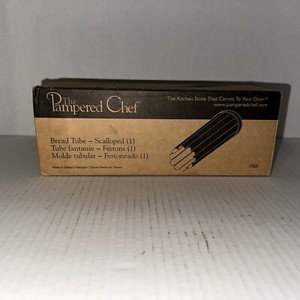 The
Pampered Chef
The Kitchen Store That Comes To Your Door
www.pamperedchef.com
Bread Tube – Scalloped (1)
Tube fantaisie – Festons (1)
Molde tubular – Festoneado (1)